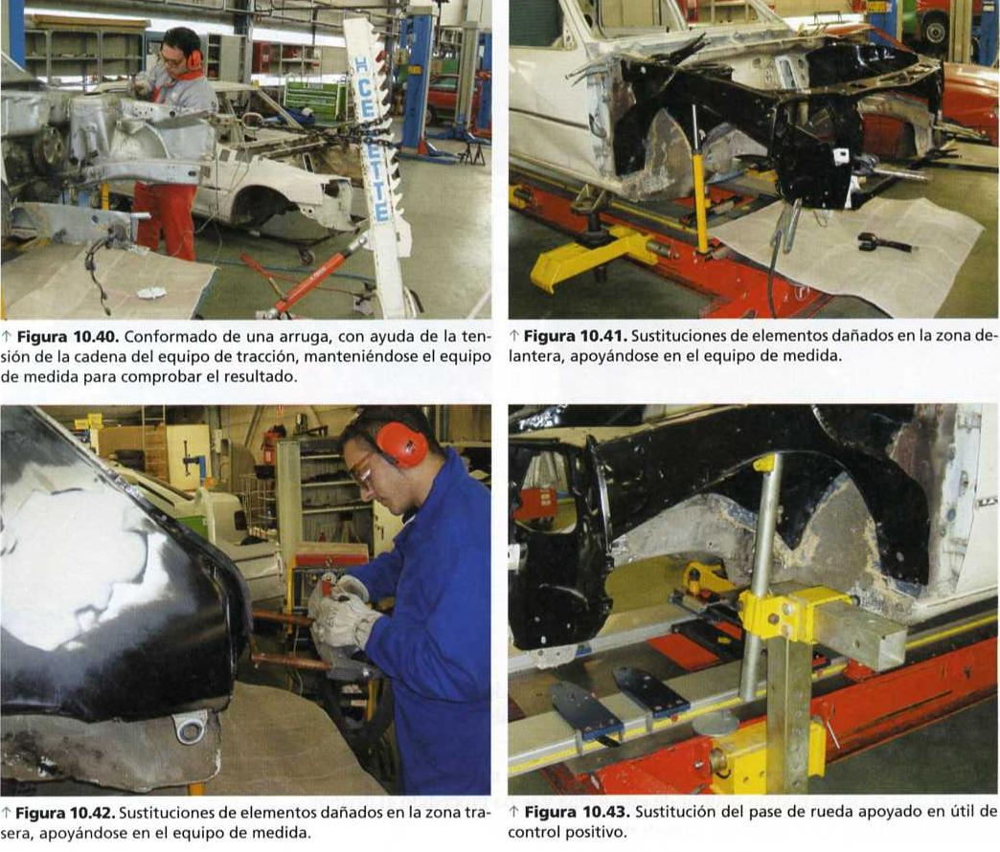 CELETTE
↑ Figura 10.40. Conformado de una arruga, con ayuda de la ten-
sión de la cadena del equipo de tracción, manteniéndose el equipo
de medida para comprobar el resultado.
↑ Figura 10.41. Sustituciones de elementos dañados en la zona de-
lantera, apoyándose en el equipo de medida.
↑ Figura 10.42. Sustituciones de elementos dañados en la zona tra-
sera, apoyándose en el equipo de medida.
↑ Figura 10.43. Sustitución del pase de rueda apoyado en útil de
control positivo.